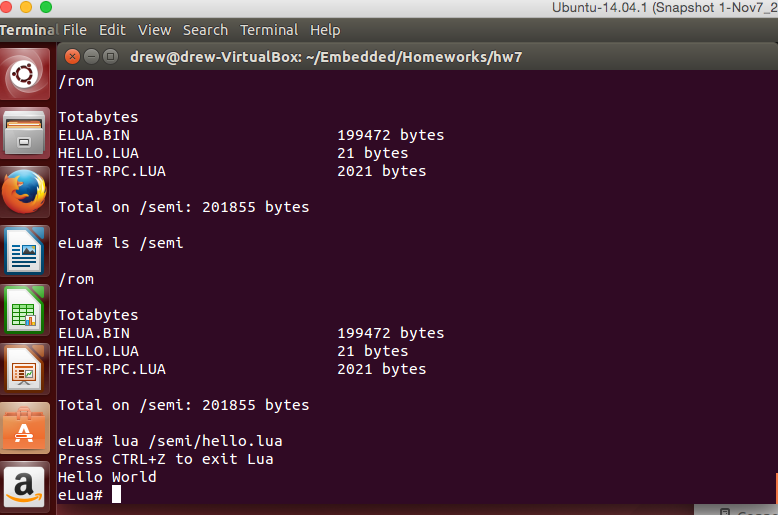 Ubuntu-14.04.1 (Snapshot 1-Nov7_2
Terminal File Edit View Search Terminal Help
drew@drew-VirtualBox: ~/Embedded/Homeworks/hw7
/rom
Totabytes
ELUA.BIN 199472 bytes
HELLO.LUA 21 bytes
TEST-RPC.LUA 2021 bytes
Total on /semi: 201855 bytes
eLua# ls /semi
/rom
Totabytes
ELUA.BIN 199472 bytes
HELLO.LUA 21 bytes
TEST-RPC.LUA 2021 bytes
Total on /semi: 201855 bytes
eLua# lua /semi/hello.lua
Press CTRL+Z to exit Lua
Hello World
eLua#